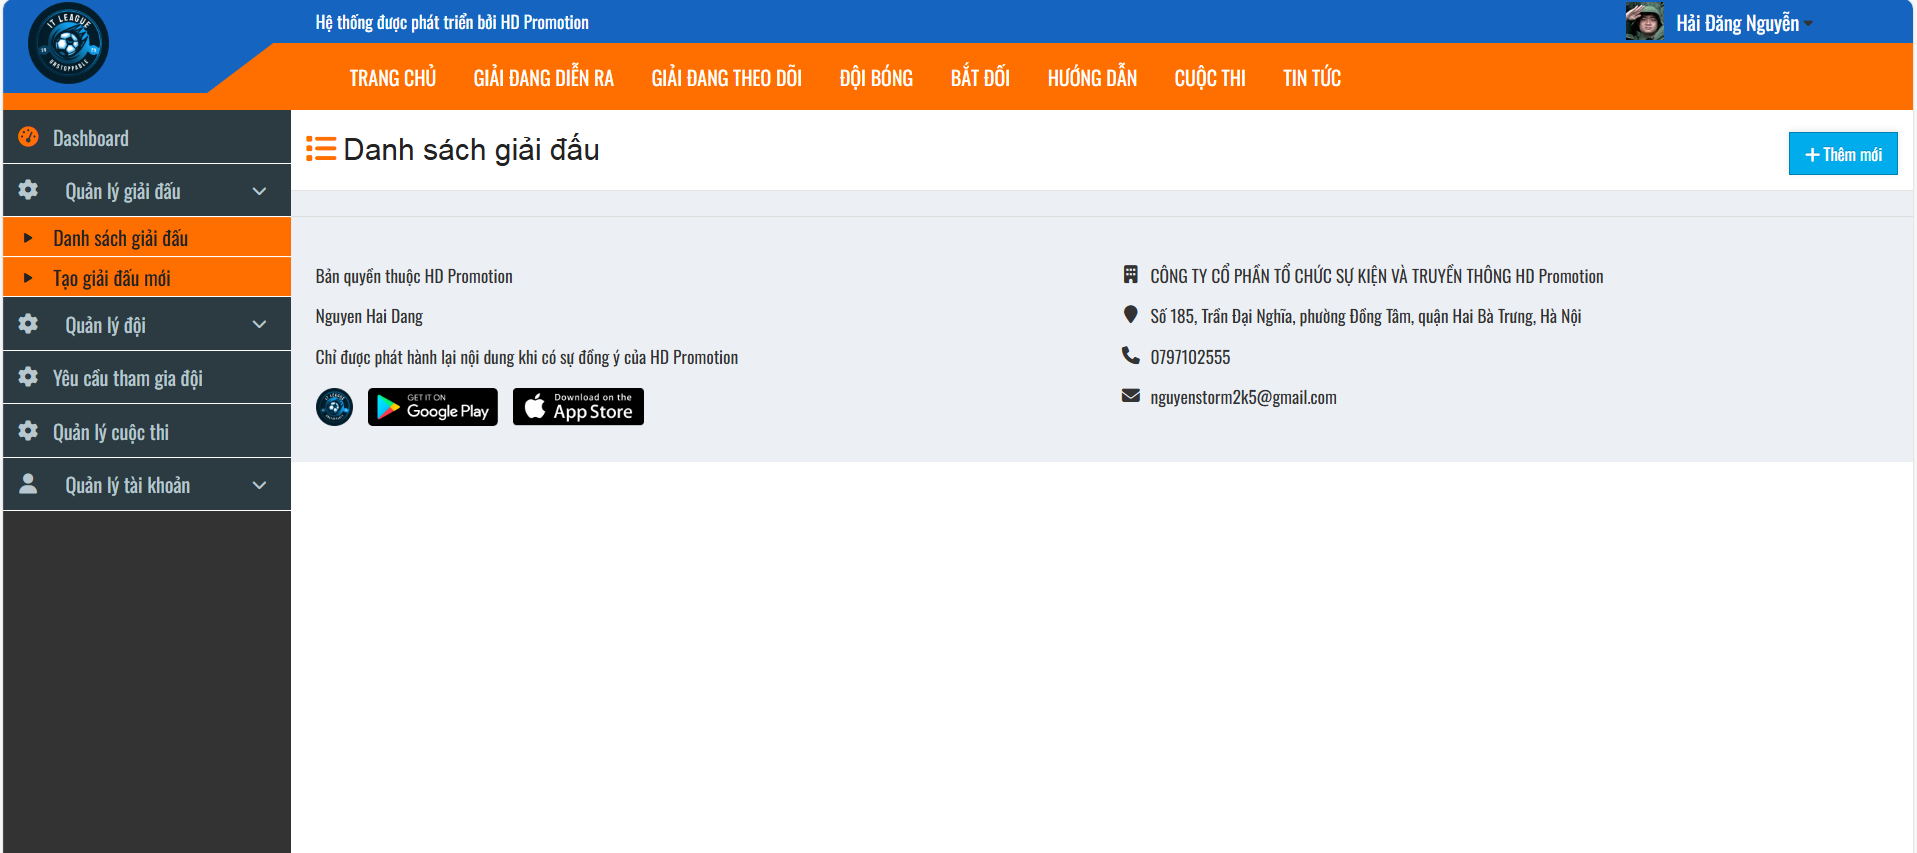 IT LEAGUE
UNSTOPPABLE
Hệ thống được phát triển bởi HD Promotion
Hải Đăng Nguyễn
TRANG CHỦ GIẢI ĐANG DIỄN RA GIẢI ĐANG THEO DÕI ĐỘI BÓNG BẮT ĐỐI HƯỚNG DẪN CUỘC THI TIN TỨC
Dashboard
Quản lý giải đấu
Danh sách giải đấu
Tạo giải đấu mới
Quản lý đội
Yêu cầu tham gia đội
Quản lý cuộc thi
Quản lý tài khoản
Danh sách giải đấu
Thêm mới
Bản quyền thuộc HD Promotion
Nguyen Hai Dang
Chỉ được phát hành lại nội dung khi có sự đồng ý của HD Promotion
GET IT ON
Google Play
Download on the
App Store
CÔNG TY CỔ PHẦN TỔ CHỨC SỰ KIỆN VÀ TRUYỀN THÔNG HD Promotion
Số 185, Trần Đại Nghĩa, phường Đồng Tâm, quận Hai Bà Trưng, Hà Nội
0797102555
nguyenstorm2k5@gmail.com